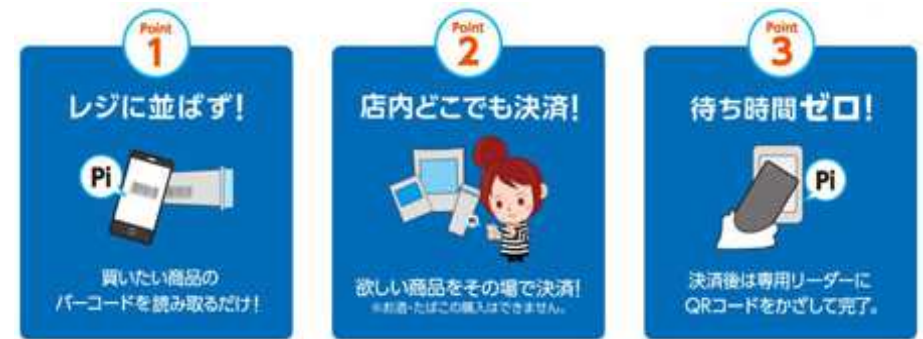 Point
1
レジに並ばず!
Pi
買いたい商品の
バーコードを読み取るだけ!
Point
2
店内どこでも決済!
欲しい商品をその場で決済!
※お酒・たばこの購入はできません。
Point
3
待ち時間ゼロ!
Pi
決済後は専用リーダーに
QRコードをかざして完了。